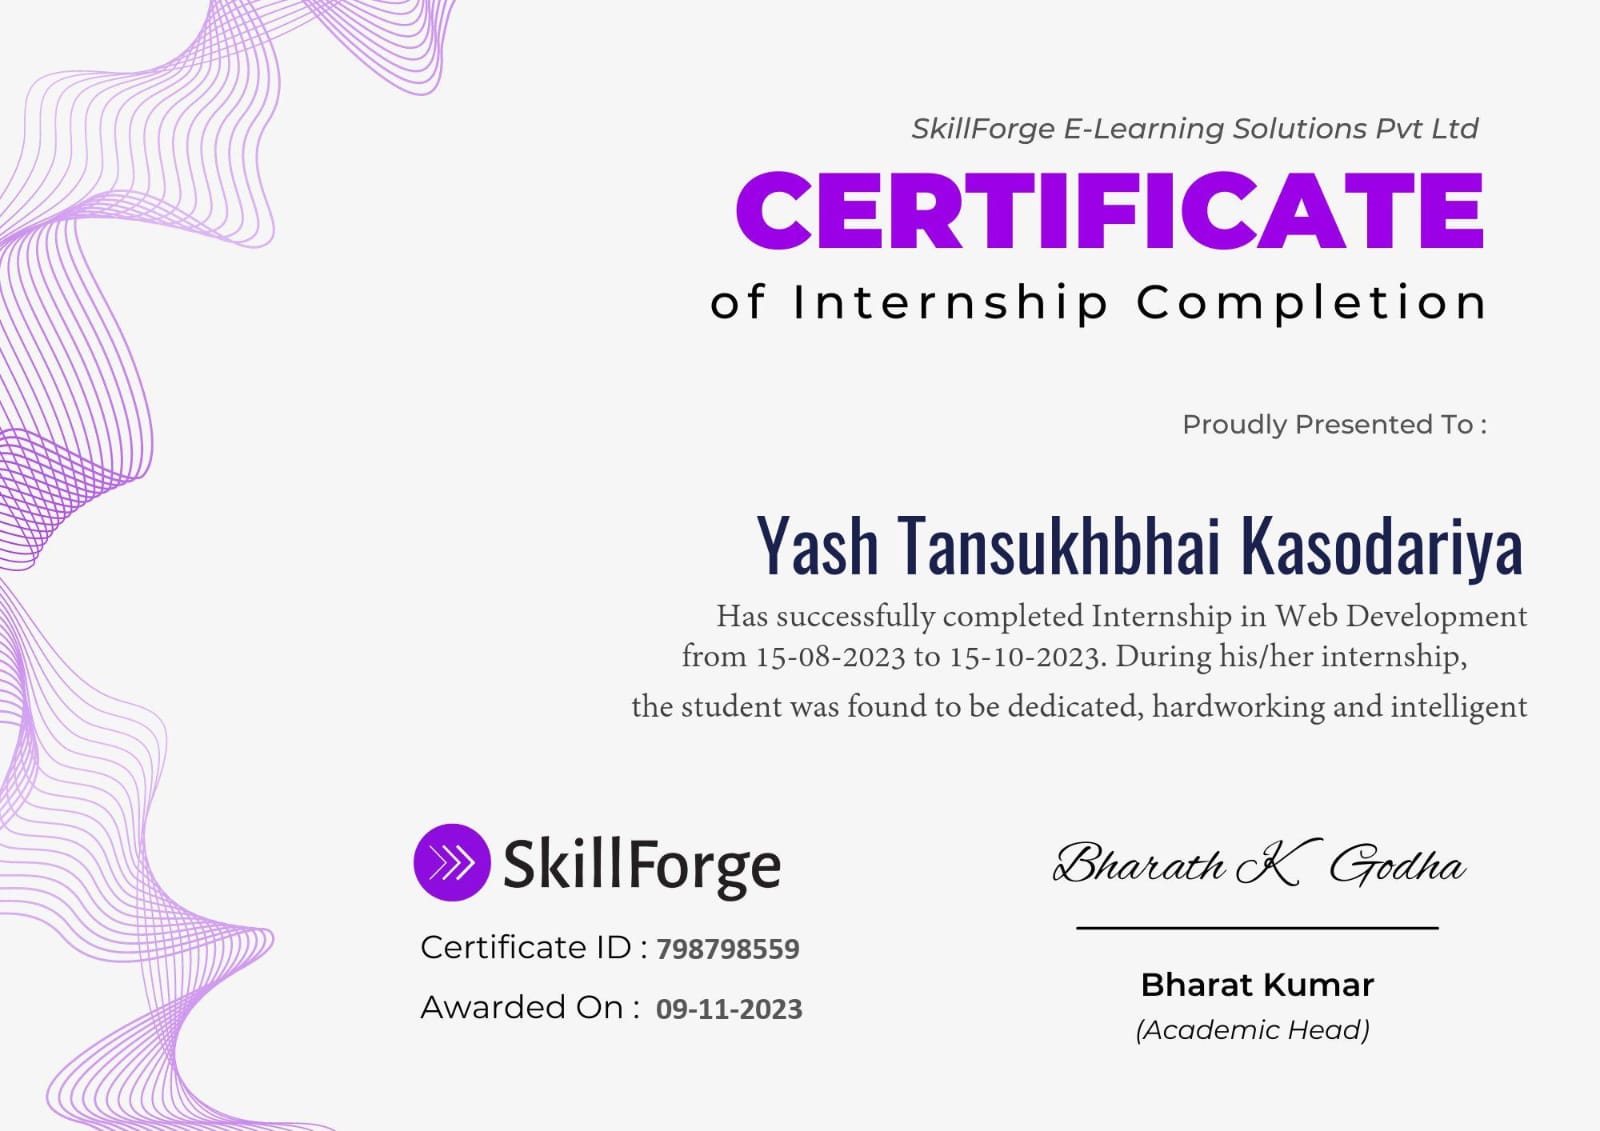 SkillForge E-Learning Solutions Pvt Ltd
CERTIFICATE
of Internship Completion
Proudly Presented To :
Yash Tansukhbhai Kasodariya
Has successfully completed Internship in Web Development
from 15-08-2023 to 15-10-2023. During his/her internship,
the student was found to be dedicated, hardworking and intelligent
SkillForge
Certificate ID : 798798559
Awarded On : 09-11-2023
Bharath K Godha
Bharat Kumar
(Academic Head)